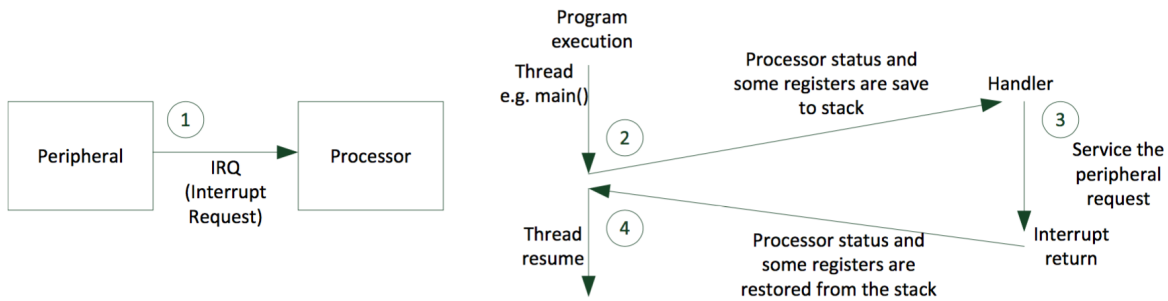 Peripheral
1
IRQ
(Interrupt
Request)
Processor
Program
execution
Thread
e.g. main()
2
Processor status and
some registers are save
to stack
Handler
3
Service the
peripheral
request
Interrupt
return
4
Processor status and
some registers are
restored from the stack
Thread
resume